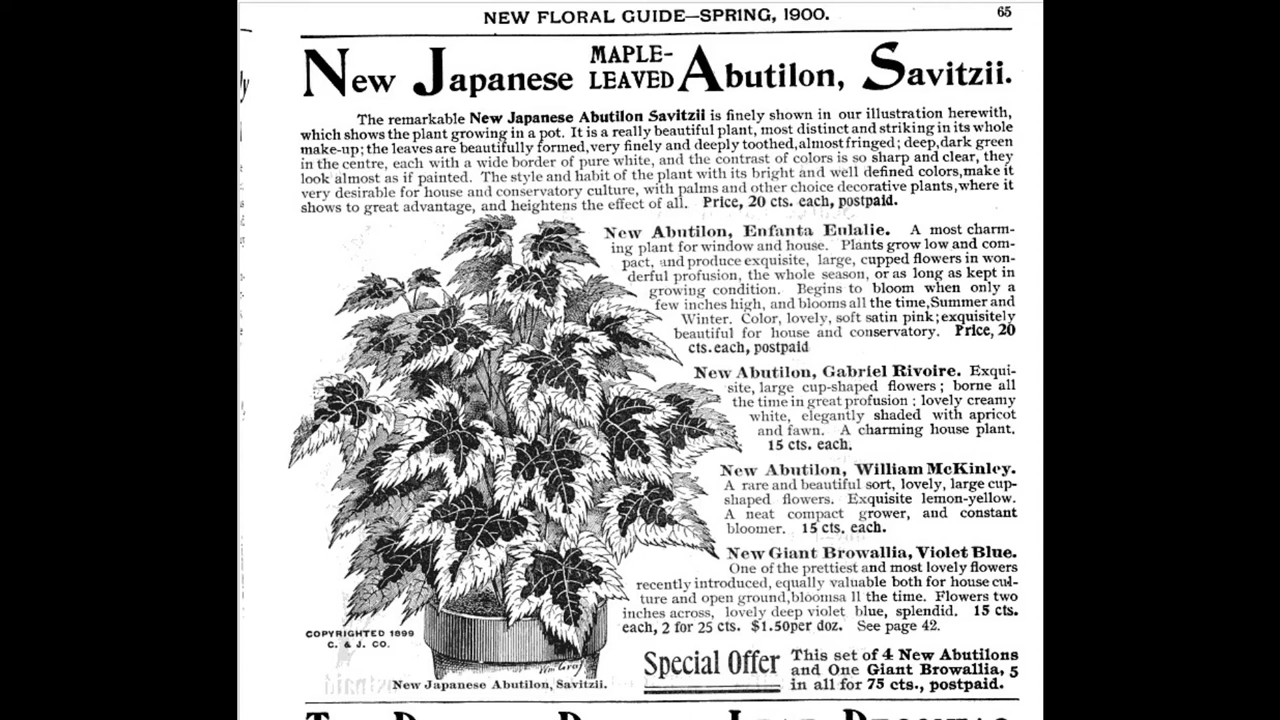 NEW FLORAL GUIDE—SPRING, 1900. 65
New Japanese MAPLE-LEAVED Abutilon, Savitzii.
The remarkable New Japanese Abutilon Savitzii is finely shown in our illustration herewith,
which shows the plant growing in a pot. It is a really beautiful plant, most distinct and striking in its whole
make-up; the leaves are beautifully formed, very finely and deeply toothed, almost fringed; deep, dark green
in the centre, each with a wide border of pure white, and the contrast of colors is so sharp and clear, they
look almost as if painted. The style and habit of the plant with its bright and well defined colors, make it
very desirable for house and conservatory culture, with palms and other choice decorative plants, where it
shows to great advantage, and heightens the effect of all. Price, 20 cts. each, postpaid.
New Abutilon, Enfanta Eulalie. A most charm-
ing plant for window and house. Plants grow low and com-
pact, and produce exquisite, large, cupped flowers in won-
derful profusion, the whole season, or as long as kept in
growing condition. Begins to bloom when only a
few inches high, and blooms all the time, Summer and
Winter. Color, lovely, soft satin pink; exquisitely
beautiful for house and conservatory. Price, 20
cts. each, postpaid
New Abutilon, Gabriel Rivoire. Exqui-
site, large cup-shaped flowers; borne all
the time in great profusion; lovely creamy
white, elegantly shaded with apricot
and fawn. A charming house plant.
15 cts. each.
New Abutilon, William McKinley.
A rare and beautiful sort, lovely, large cup-
shaped flowers. Exquisite lemon-yellow.
A neat compact grower, and constant
bloomer. 15 cts. each.
New Giant Browallia, Violet Blue.
One of the prettiest and most lovely flowers
recently introduced, equally valuable both for house cul-
ture and open ground, bloomsa ll the time. Flowers two
inches across, lovely deep violet blue, splendid. 15 cts.
each, 2 for 25 cts. $1.50 per doz. See page 42.
COPYRIGHTED 1899
C. & J. CO.
New Japanese Abutilon, Savitzii.
Special Offer
This set of 4 New Abutilons
and One Giant Browallia, 5
in all for 75 cts., postpaid.